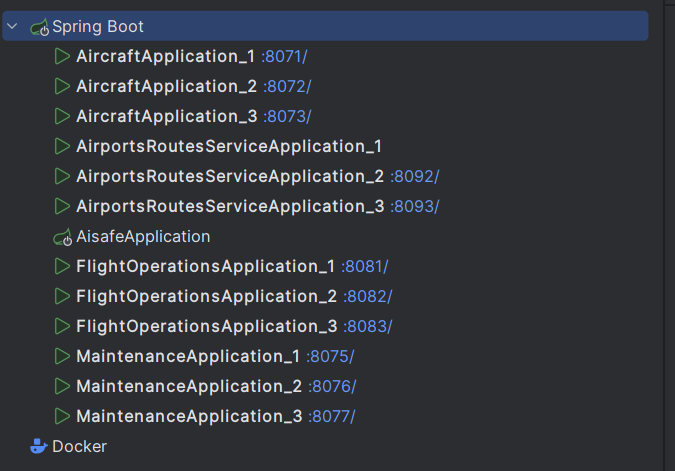 Spring Boot
AircraftApplication_1 :8071/
AircraftApplication_2 :8072/
AircraftApplication_3 :8073/
AirportsRoutesServiceApplication_1
AirportsRoutesServiceApplication_2 :8092/
AirportsRoutesServiceApplication_3 :8093/
AisafeApplication
FlightOperationsApplication_1 :8081/
FlightOperationsApplication_2 :8082/
FlightOperationsApplication_3 :8083/
MaintenanceApplication_1 :8075/
MaintenanceApplication_2 :8076/
MaintenanceApplication_3 :8077/
Docker